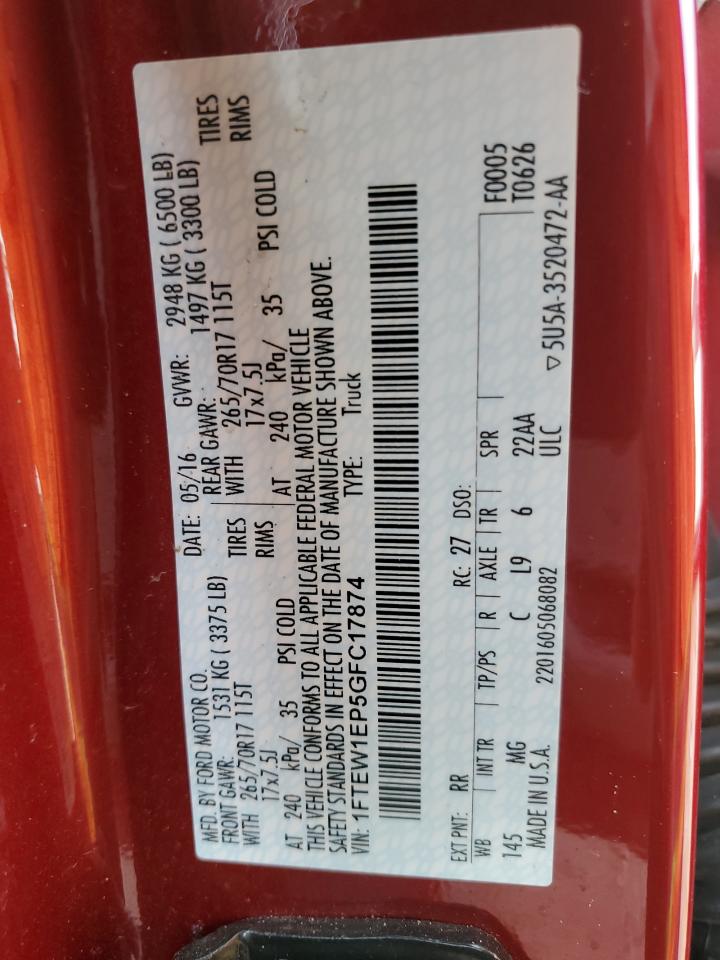 MFD. BY FORD MOTOR CO. DATE: 05/16 GVWR: 2948 KG ( 6500 LB)
FRONT GAWR: 1531 KG ( 3375 LB) REAR GAWR: 1497 KG ( 3300 LB)
WITH 265/70R17 115T TIRES WITH 265/70R17 115T TIRES
17x7.5J RIMS 17x7.5J RIMS
AT 240 kPa/ 35 PSI COLD AT 240 kPa/ 35 PSI COLD
THIS VEHICLE CONFORMS TO ALL APPLICABLE FEDERAL MOTOR VEHICLE
SAFETY STANDARDS IN EFFECT ON THE DATE OF MANUFACTURE SHOWN ABOVE.
VIN: 1FTEW1EP5GFC17874 TYPE: Truck
EXT PNT: RR RC: 27 DSO:
WB INT TR TP/PS R AXLE TR SPR F0005
145 MG C L9 6 22AA T0626
MADE IN U.S.A. 2201605068082 ULC ▽5U5A-3520472-AA